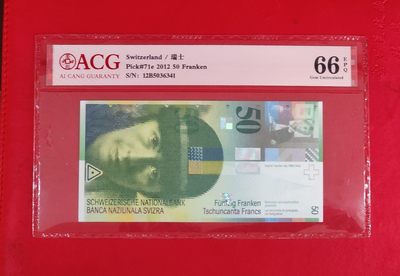 ACG
AI CANG GUARANTY
Switzerland / 瑞士
Pick#71e 2012 50 Franken
S/N: 12B5036341
66
EPQ
Gem Uncirculated
50
SCHWEIZERISCHE NATIONALBANK
BANCA NAZIUNALA SVIZRA
Fünfzig Franken
Tschuncanta Francs
50